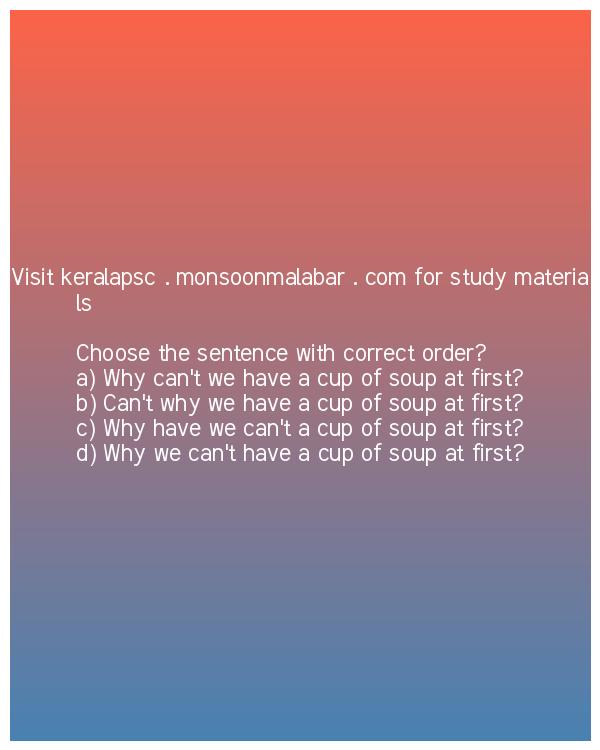 Visit keralapsc . monsoonmalabar . com for study materia
ls
Choose the sentence with correct order?
a) Why can't we have a cup of soup at first?
b) Can't why we have a cup of soup at first?
c) Why have we can't a cup of soup at first?
d) Why we can't have a cup of soup at first?